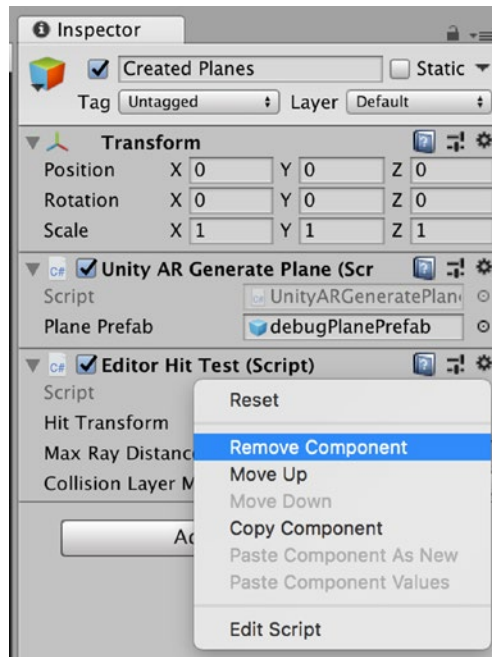 Inspector
Created Planes Static
Tag Untagged Layer Default
Transform
Position X 0 Y 0 Z 0
Rotation X 0 Y 0 Z 0
Scale X 1 Y 1 Z 1
C# Unity AR Generate Plane (Scr
Script UnityARGeneratePlan
Plane Prefab debugPlanePrefab
C# Editor Hit Test (Script)
Script
Hit Transform
Max Ray Distanc
Collision Layer M
Ad
Reset
Remove Component
Move Up
Move Down
Copy Component
Paste Component As New
Paste Component Values
Edit Script